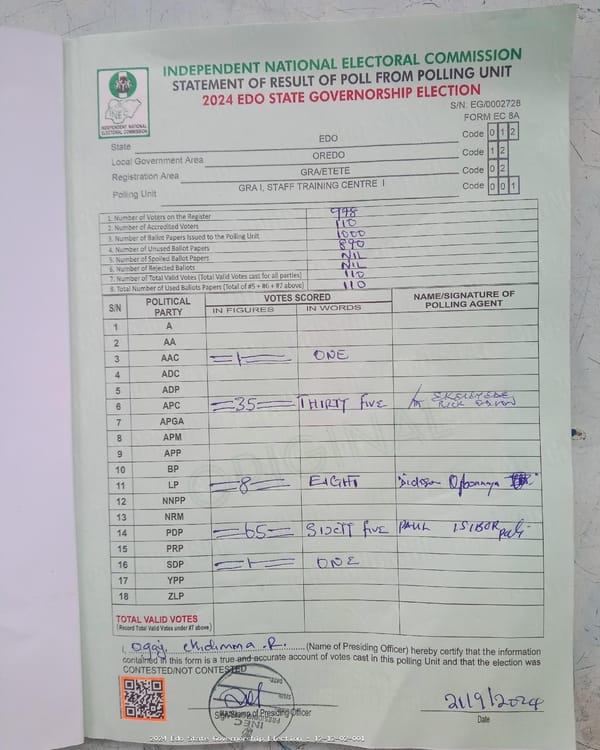 INDEPENDENT NATIONAL ELECTORAL COMMISSION
STATEMENT OF RESULT OF POLL FROM POLLING UNIT
2024 EDO STATE GOVERNORSHIP ELECTION
INEC
INDEPENDENT NATIONAL ELECTORAL COMMISSION
S/N: EG/0002728
FORM EC 8A
State EDO Code 0 1 2
Local Government Area OREDO Code 1 2
Registration Area GRA/ETETE Code 0 2
Polling Unit GRA I, STAFF TRAINING CENTRE I Code 0 0 1
1. Number of Voters on the Register 998
2. Number of Accredited Voters 110
3. Number of Ballot Papers Issued to the Polling Unit 1000
4. Number of Unused Ballot Papers 890
5. Number of Spoiled Ballot Papers NIL
6. Number of Rejected Ballots NIL
7. Number of Total Valid Votes (Total Valid Votes cast for all parties) 110
8. Total Number of Used Ballots Papers (Total of #5 + #6 + #7 above) 110
S/N POLITICAL PARTY VOTES SCORED NAME/SIGNATURE OF POLLING AGENT
IN FIGURES IN WORDS
1 A
2 AA
3 AAC =1= ONE
4 ADC
5 ADP
6 APC =35= THIRTY FIVE
7 APGA
8 APM
9 APP
10 BP
11 LP =8= EIGHT
12 NNPP
13 NRM
14 PDP =65= SIXTY FIVE PAUL ISIBOR
15 PRP
16 SDP =1= ONE
17 YPP
18 ZLP
TOTAL VALID VOTES
(Record Total Valid Votes under #7 above)
I, Oggy Chidimma .R. (Name of Presiding Officer) hereby certify that the information
contained in this form is a true and accurate account of votes cast in this polling Unit and that the election was
CONTESTED/NOT CONTESTED
Signature of Presiding Officer
21/9/2024
Date
2024 Edo State Governorship Election - 12-12-02-001